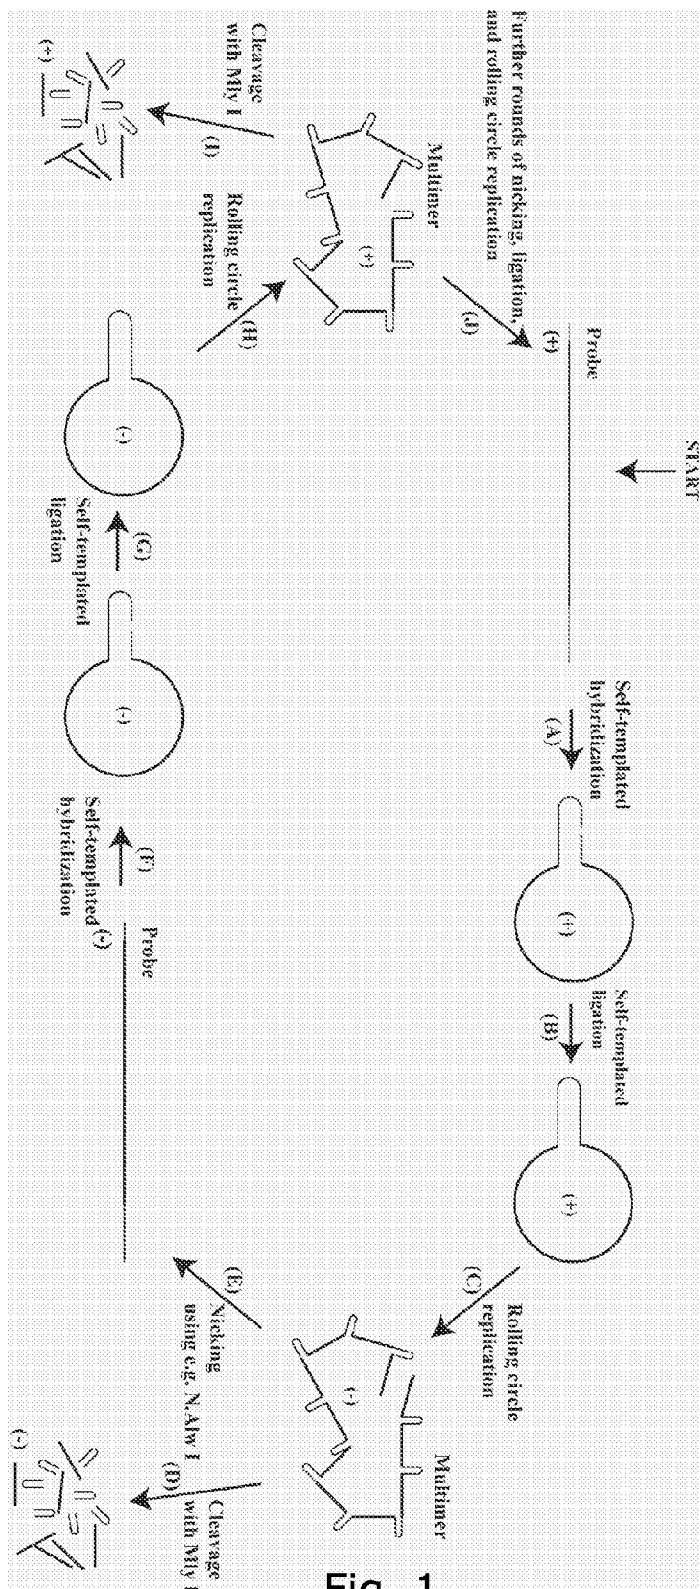 START
Probe
(+)
Self-templated
hybridization
(A)
(+)
Self-templated
ligation
(B)
(+)
(C)
Rolling circle
replication
Multimer
(-)
(D)
Cleavage
with Mly I
(-)
(E)
Nicking
using e.g. N.Alw I
Probe
(-)
(F)
Self-templated
hybridization
(-)
(G)
Self-templated
ligation
(-)
(H)
Rolling circle
replication
Multimer
(+)
(I)
Cleavage
with Mly I
(+)
(J)
Further rounds of nicking, ligation,
and rolling circle replication
Fig. 1